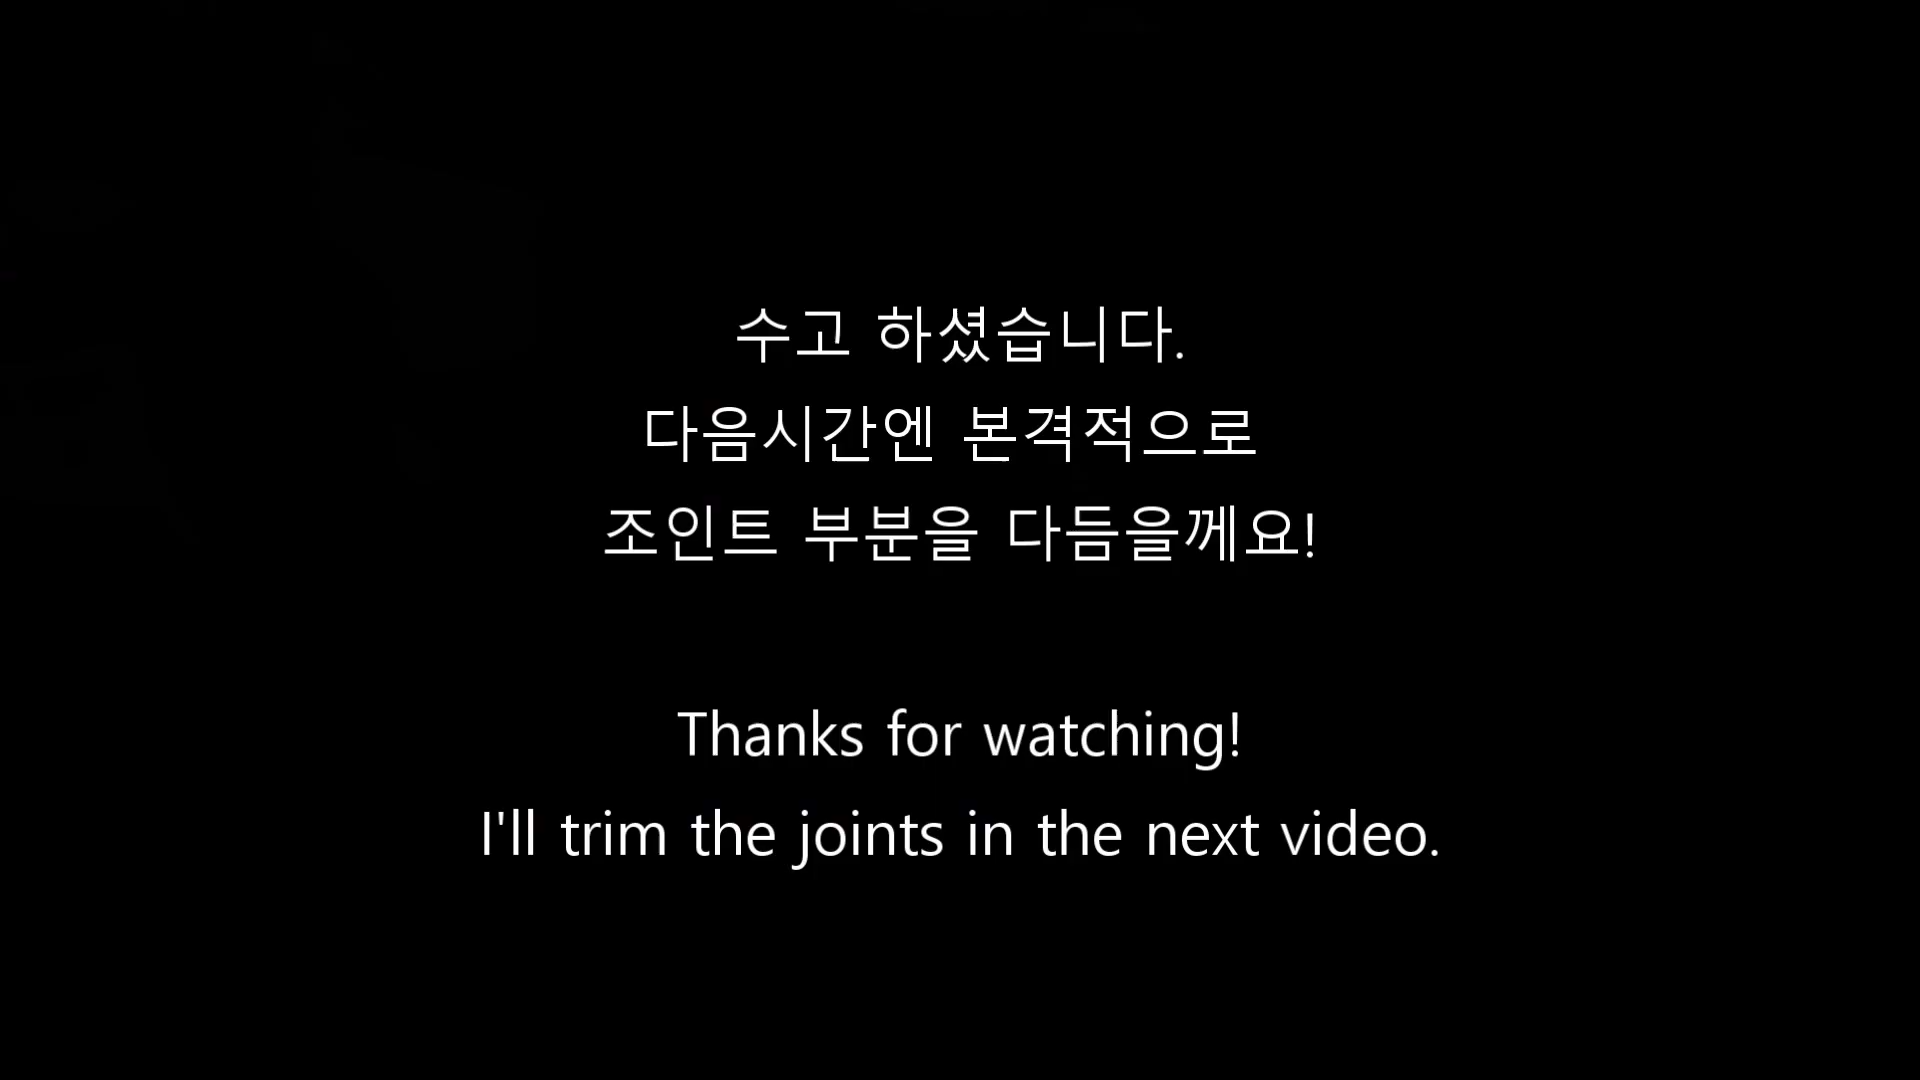 수고 하셨습니다.
다음시간엔 본격적으로
조인트 부분을 다듬을께요!
Thanks for watching!
I'll trim the joints in the next video.